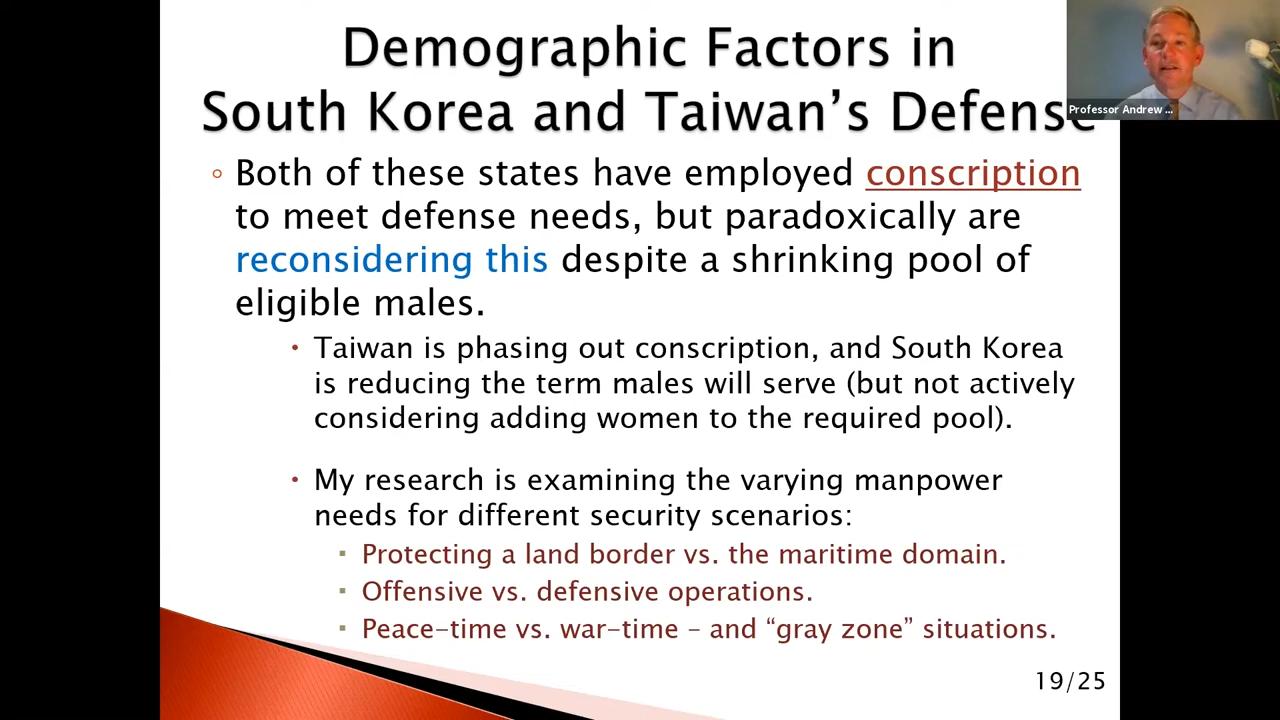 Demographic Factors in
South Korea and Taiwan's Defense
Professor Andrew ...
◦ Both of these states have employed conscription
to meet defense needs, but paradoxically are
reconsidering this despite a shrinking pool of
eligible males.
• Taiwan is phasing out conscription, and South Korea
is reducing the term males will serve (but not actively
considering adding women to the required pool).
• My research is examining the varying manpower
needs for different security scenarios:
▪ Protecting a land border vs. the maritime domain.
▪ Offensive vs. defensive operations.
▪ Peace-time vs. war-time – and “gray zone” situations.
19/25